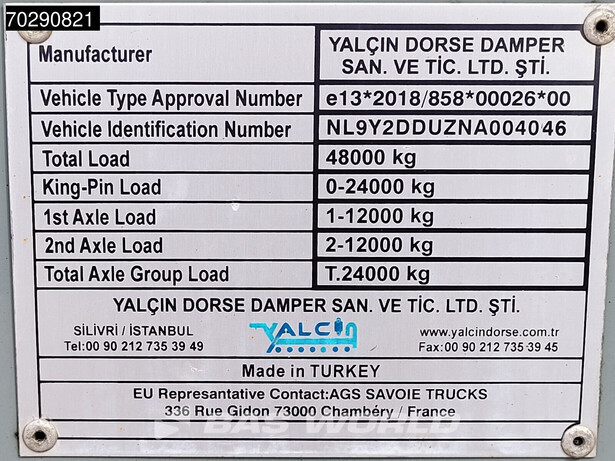 70290821
Manufacturer
YALÇIN DORSE DAMPER
SAN. VE TİC. LTD. ŞTİ.
Vehicle Type Approval Number e13*2018/858*00026*00
Vehicle Identification Number NL9Y2DDUZNA004046
Total Load 48000 kg
King-Pin Load 0-24000 kg
1st Axle Load 1-12000 kg
2nd Axle Load 2-12000 kg
Total Axle Group Load T.24000 kg
YALÇIN DORSE DAMPER SAN. VE TİC. LTD. ŞTİ.
SİLİVRİ / İSTANBUL
Tel:00 90 212 735 39 49
YALCIN
www.yalcindorse.com.tr
Fax:00 90 212 735 39 45
Made in TURKEY
EU Represantative Contact:AGS SAVOIE TRUCKS
336 Rue Gidon 73000 Chambéry / France
BAS WORLD